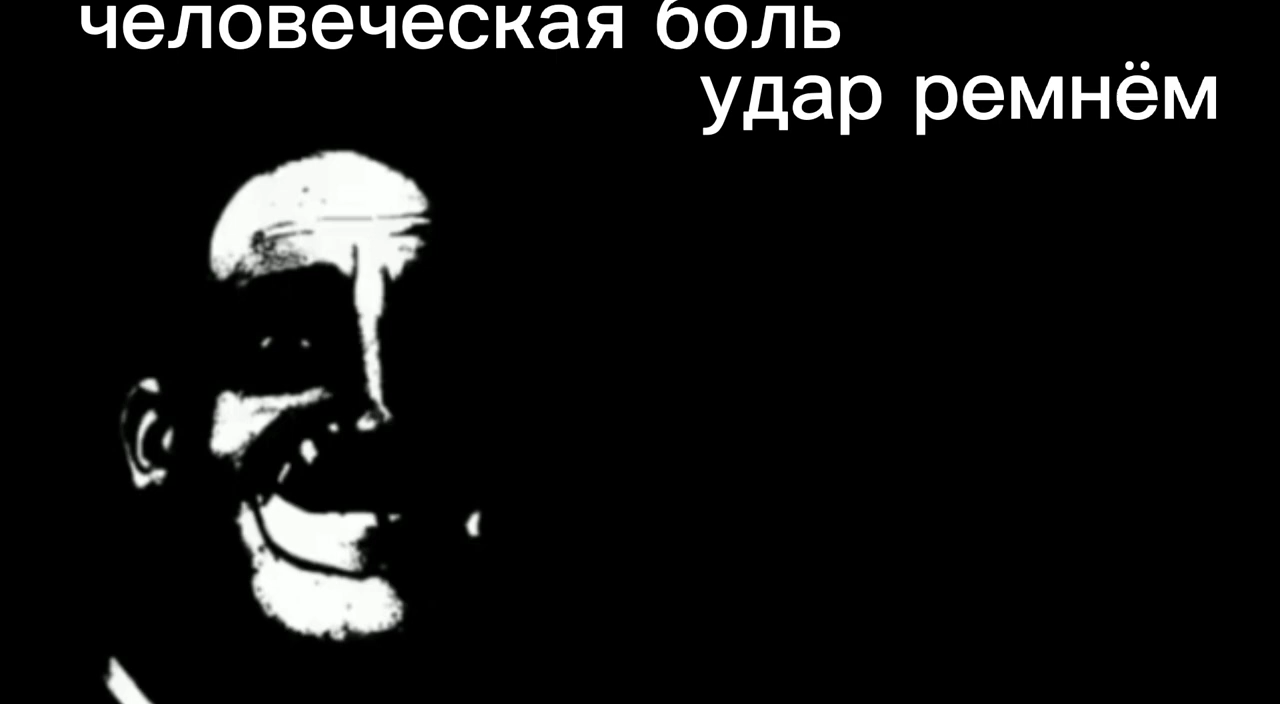 человеческая боль
удар ремнём